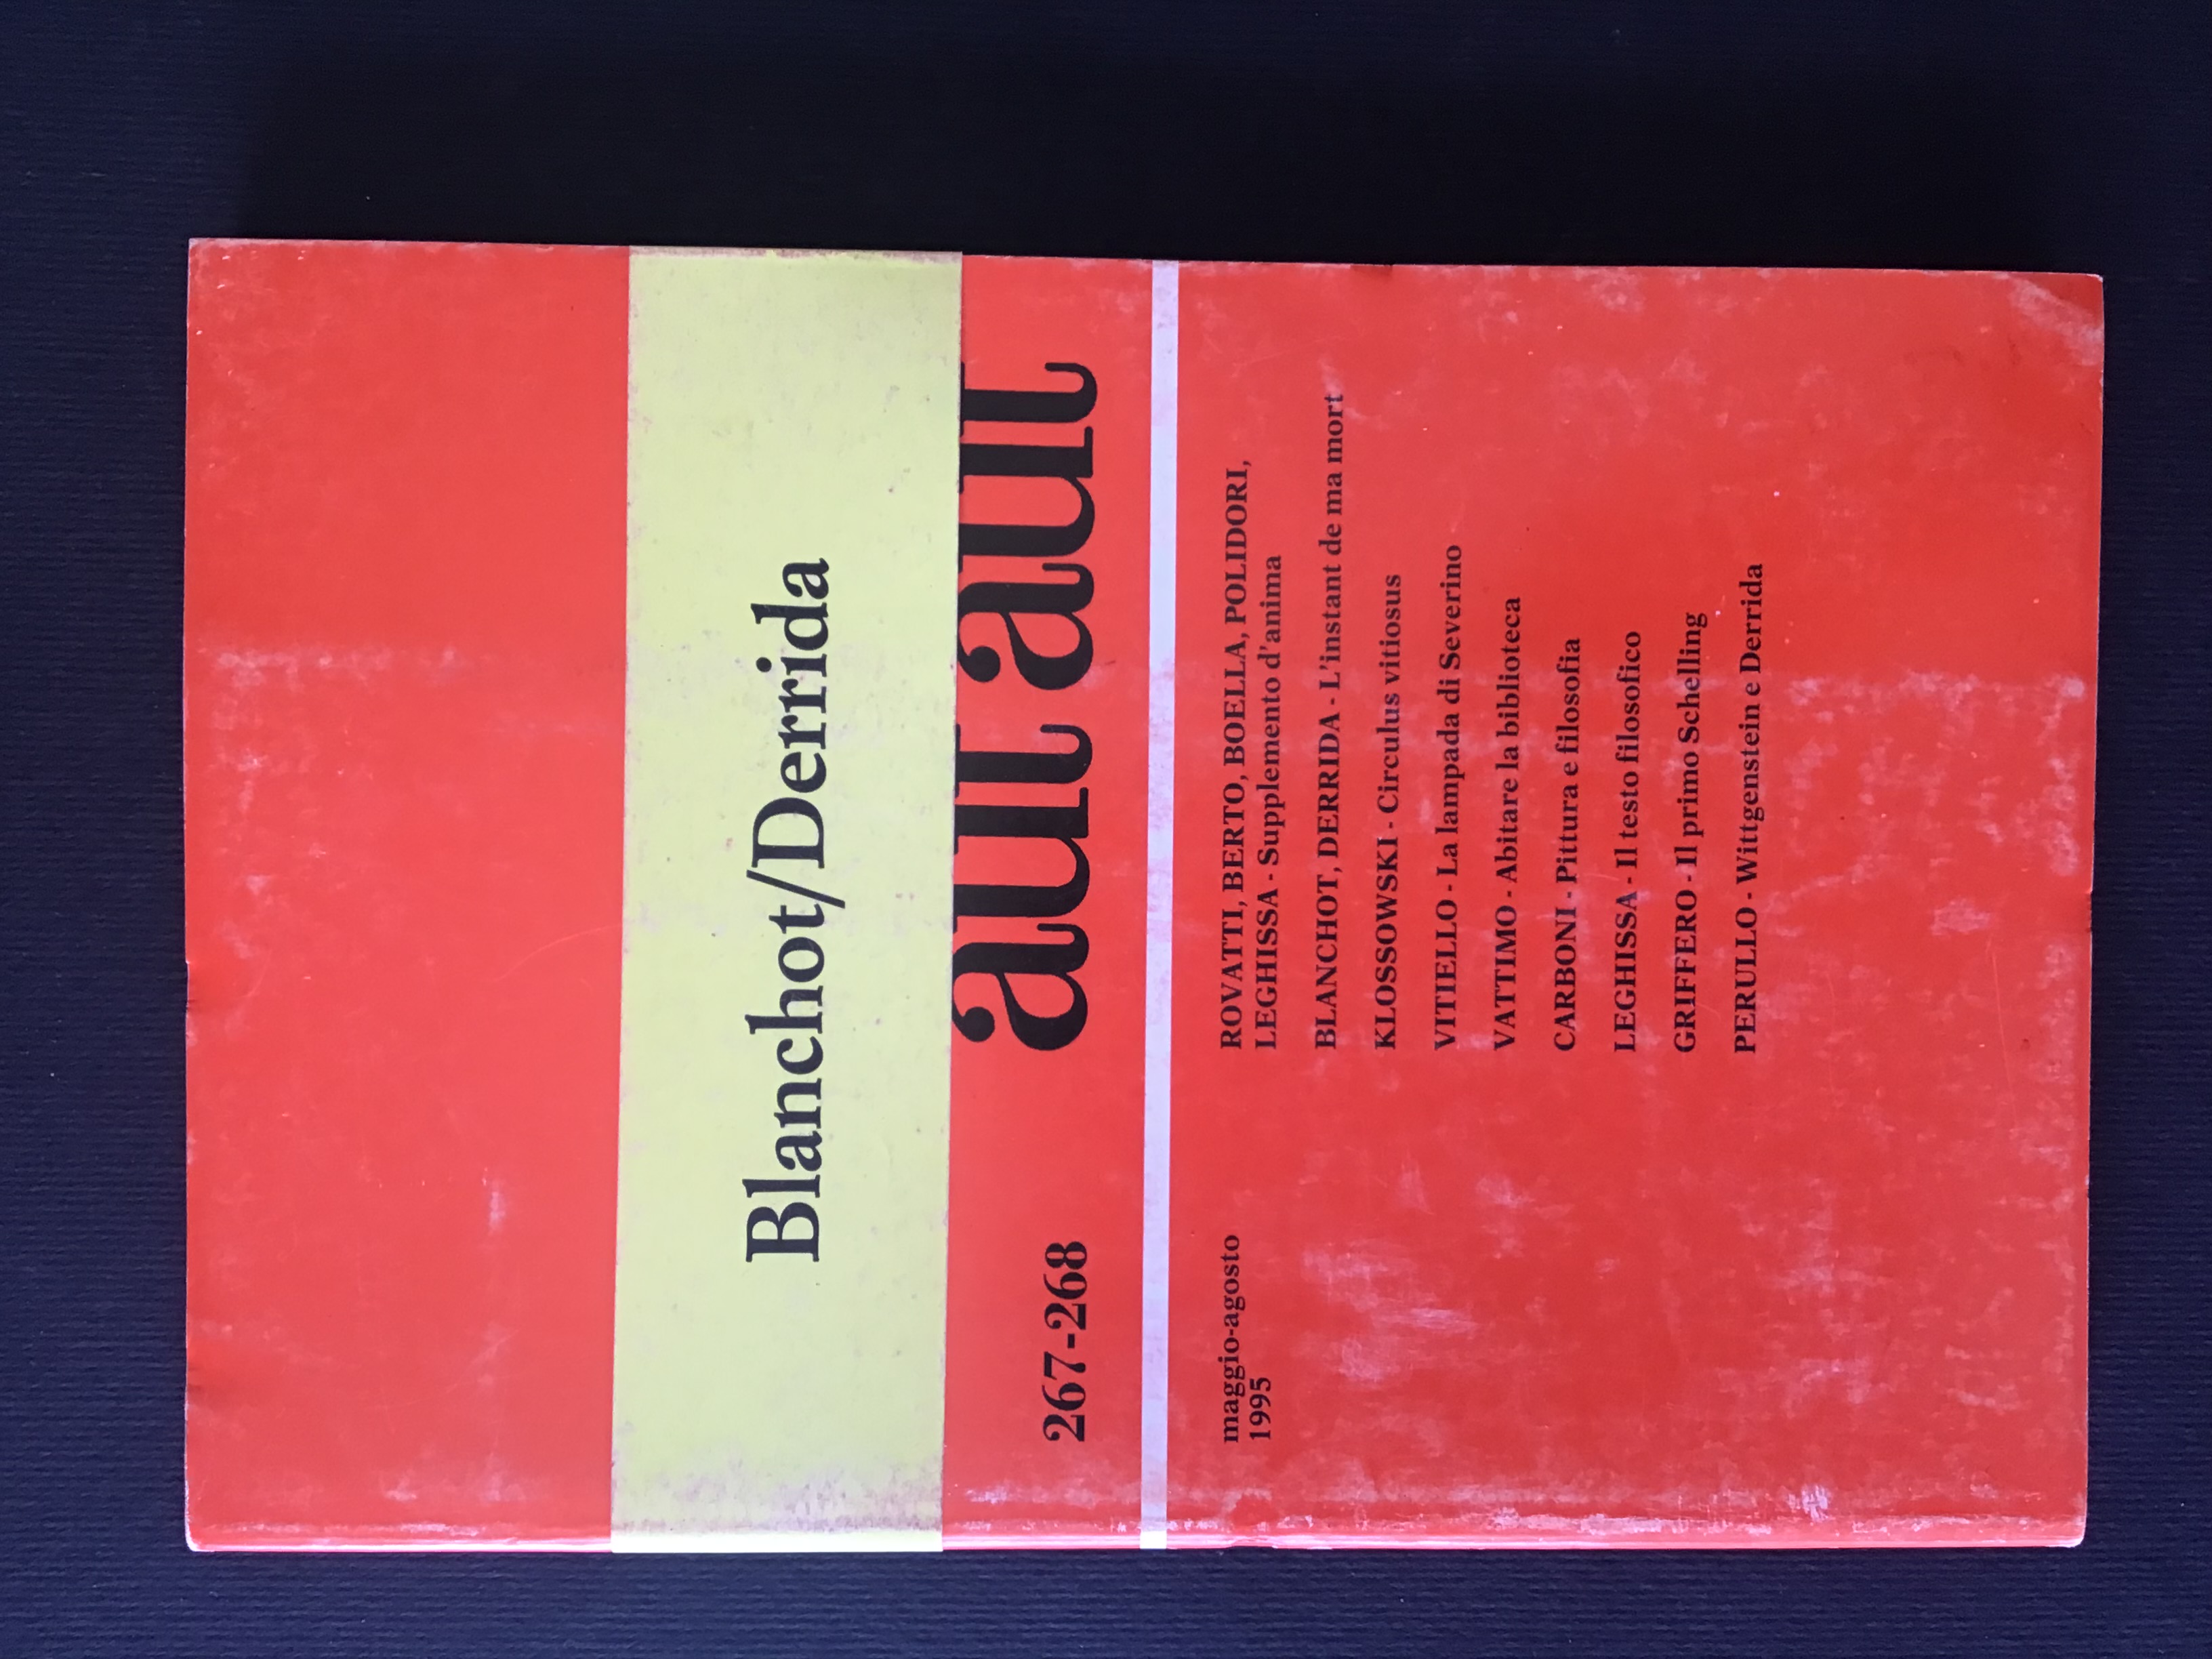 Blanchot/Derrida
267-268
aut aut
maggio-agosto
1995
ROVATTI, BERTO, BOELLA, POLIDORI,
LEGHISSA - Supplemento d'anima
BLANCHOT, DERRIDA - L'instant de ma mort
KLOSSOWSKI - Circulus vitiosus
VITIELLO - La lampada di Severino
VATTIMO - Abitare la biblioteca
CARBONI - Pittura e filosofia
LEGHISSA - Il testo filosofico
GRIFFERO - Il primo Schelling
PERULLO - Wittgenstein e Derrida